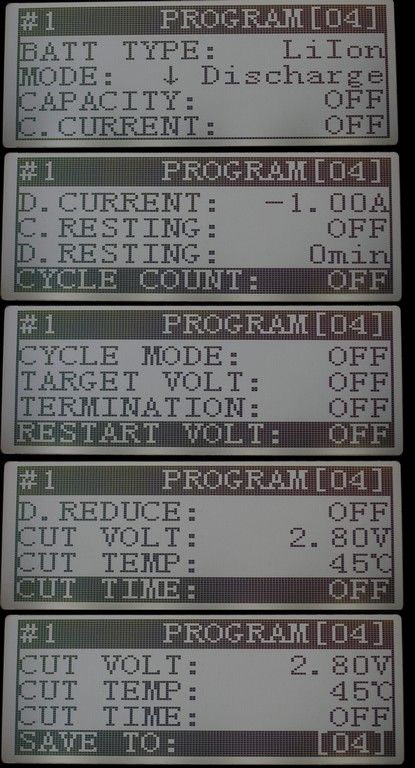 #1 PROGRAM[04]
BATT TYPE: LiIon
MODE: ↓ Discharge
CAPACITY: OFF
C.CURRENT: OFF
#1 PROGRAM[04]
D.CURRENT: -1.00A
C.RESTING: OFF
D.RESTING: 0min
CYCLE COUNT: OFF
#1 PROGRAM[04]
CYCLE MODE: OFF
TARGET VOLT: OFF
TERMINATION: OFF
RESTART VOLT: OFF
#1 PROGRAM[04]
D.REDUCE: OFF
CUT VOLT: 2.80V
CUT TEMP: 45℃
CUT TIME: OFF
#1 PROGRAM[04]
CUT VOLT: 2.80V
CUT TEMP: 45℃
CUT TIME: OFF
SAVE TO: [04]